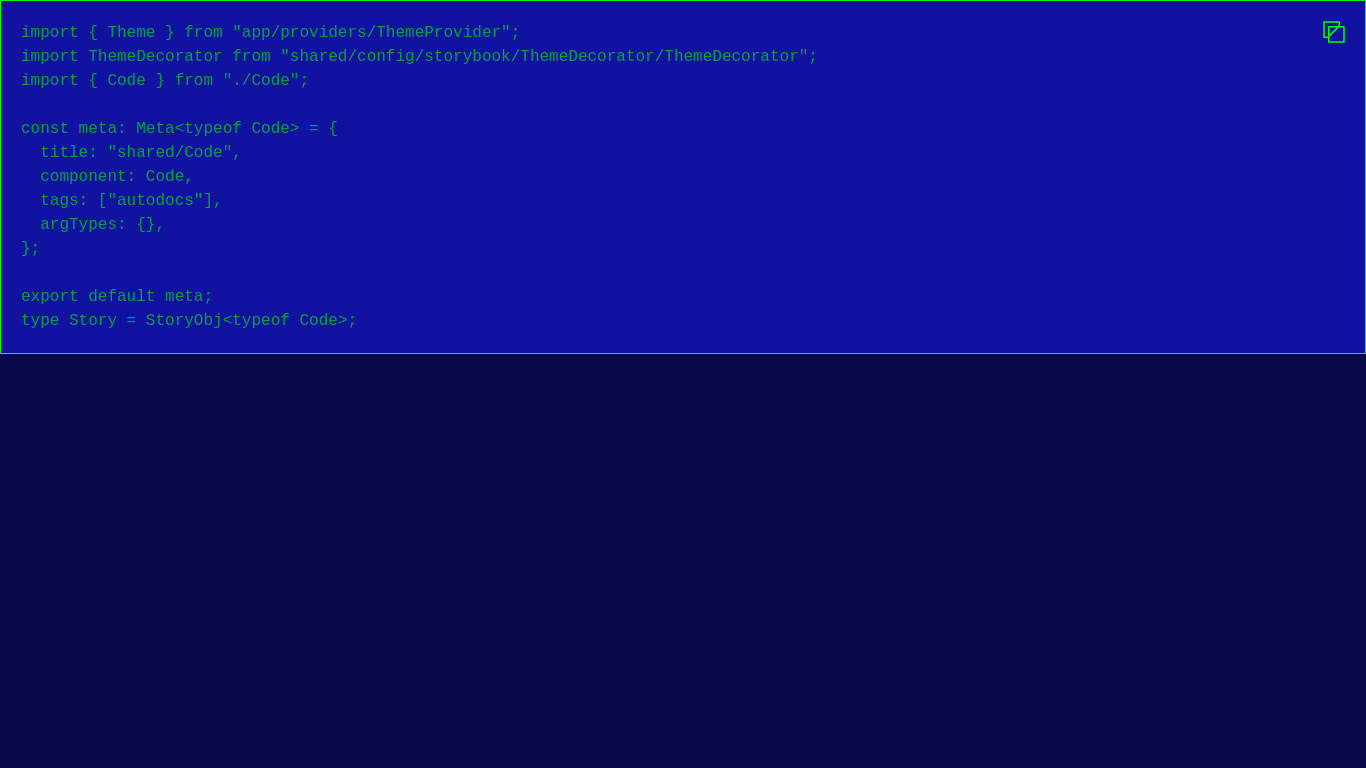 import { Theme } from "app/providers/ThemeProvider";
import ThemeDecorator from "shared/config/storybook/ThemeDecorator/ThemeDecorator";
import { Code } from "./Code";

const meta: Meta<typeof Code> = {
  title: "shared/Code",
  component: Code,
  tags: ["autodocs"],
  argTypes: {},
};

export default meta;
type Story = StoryObj<typeof Code>;